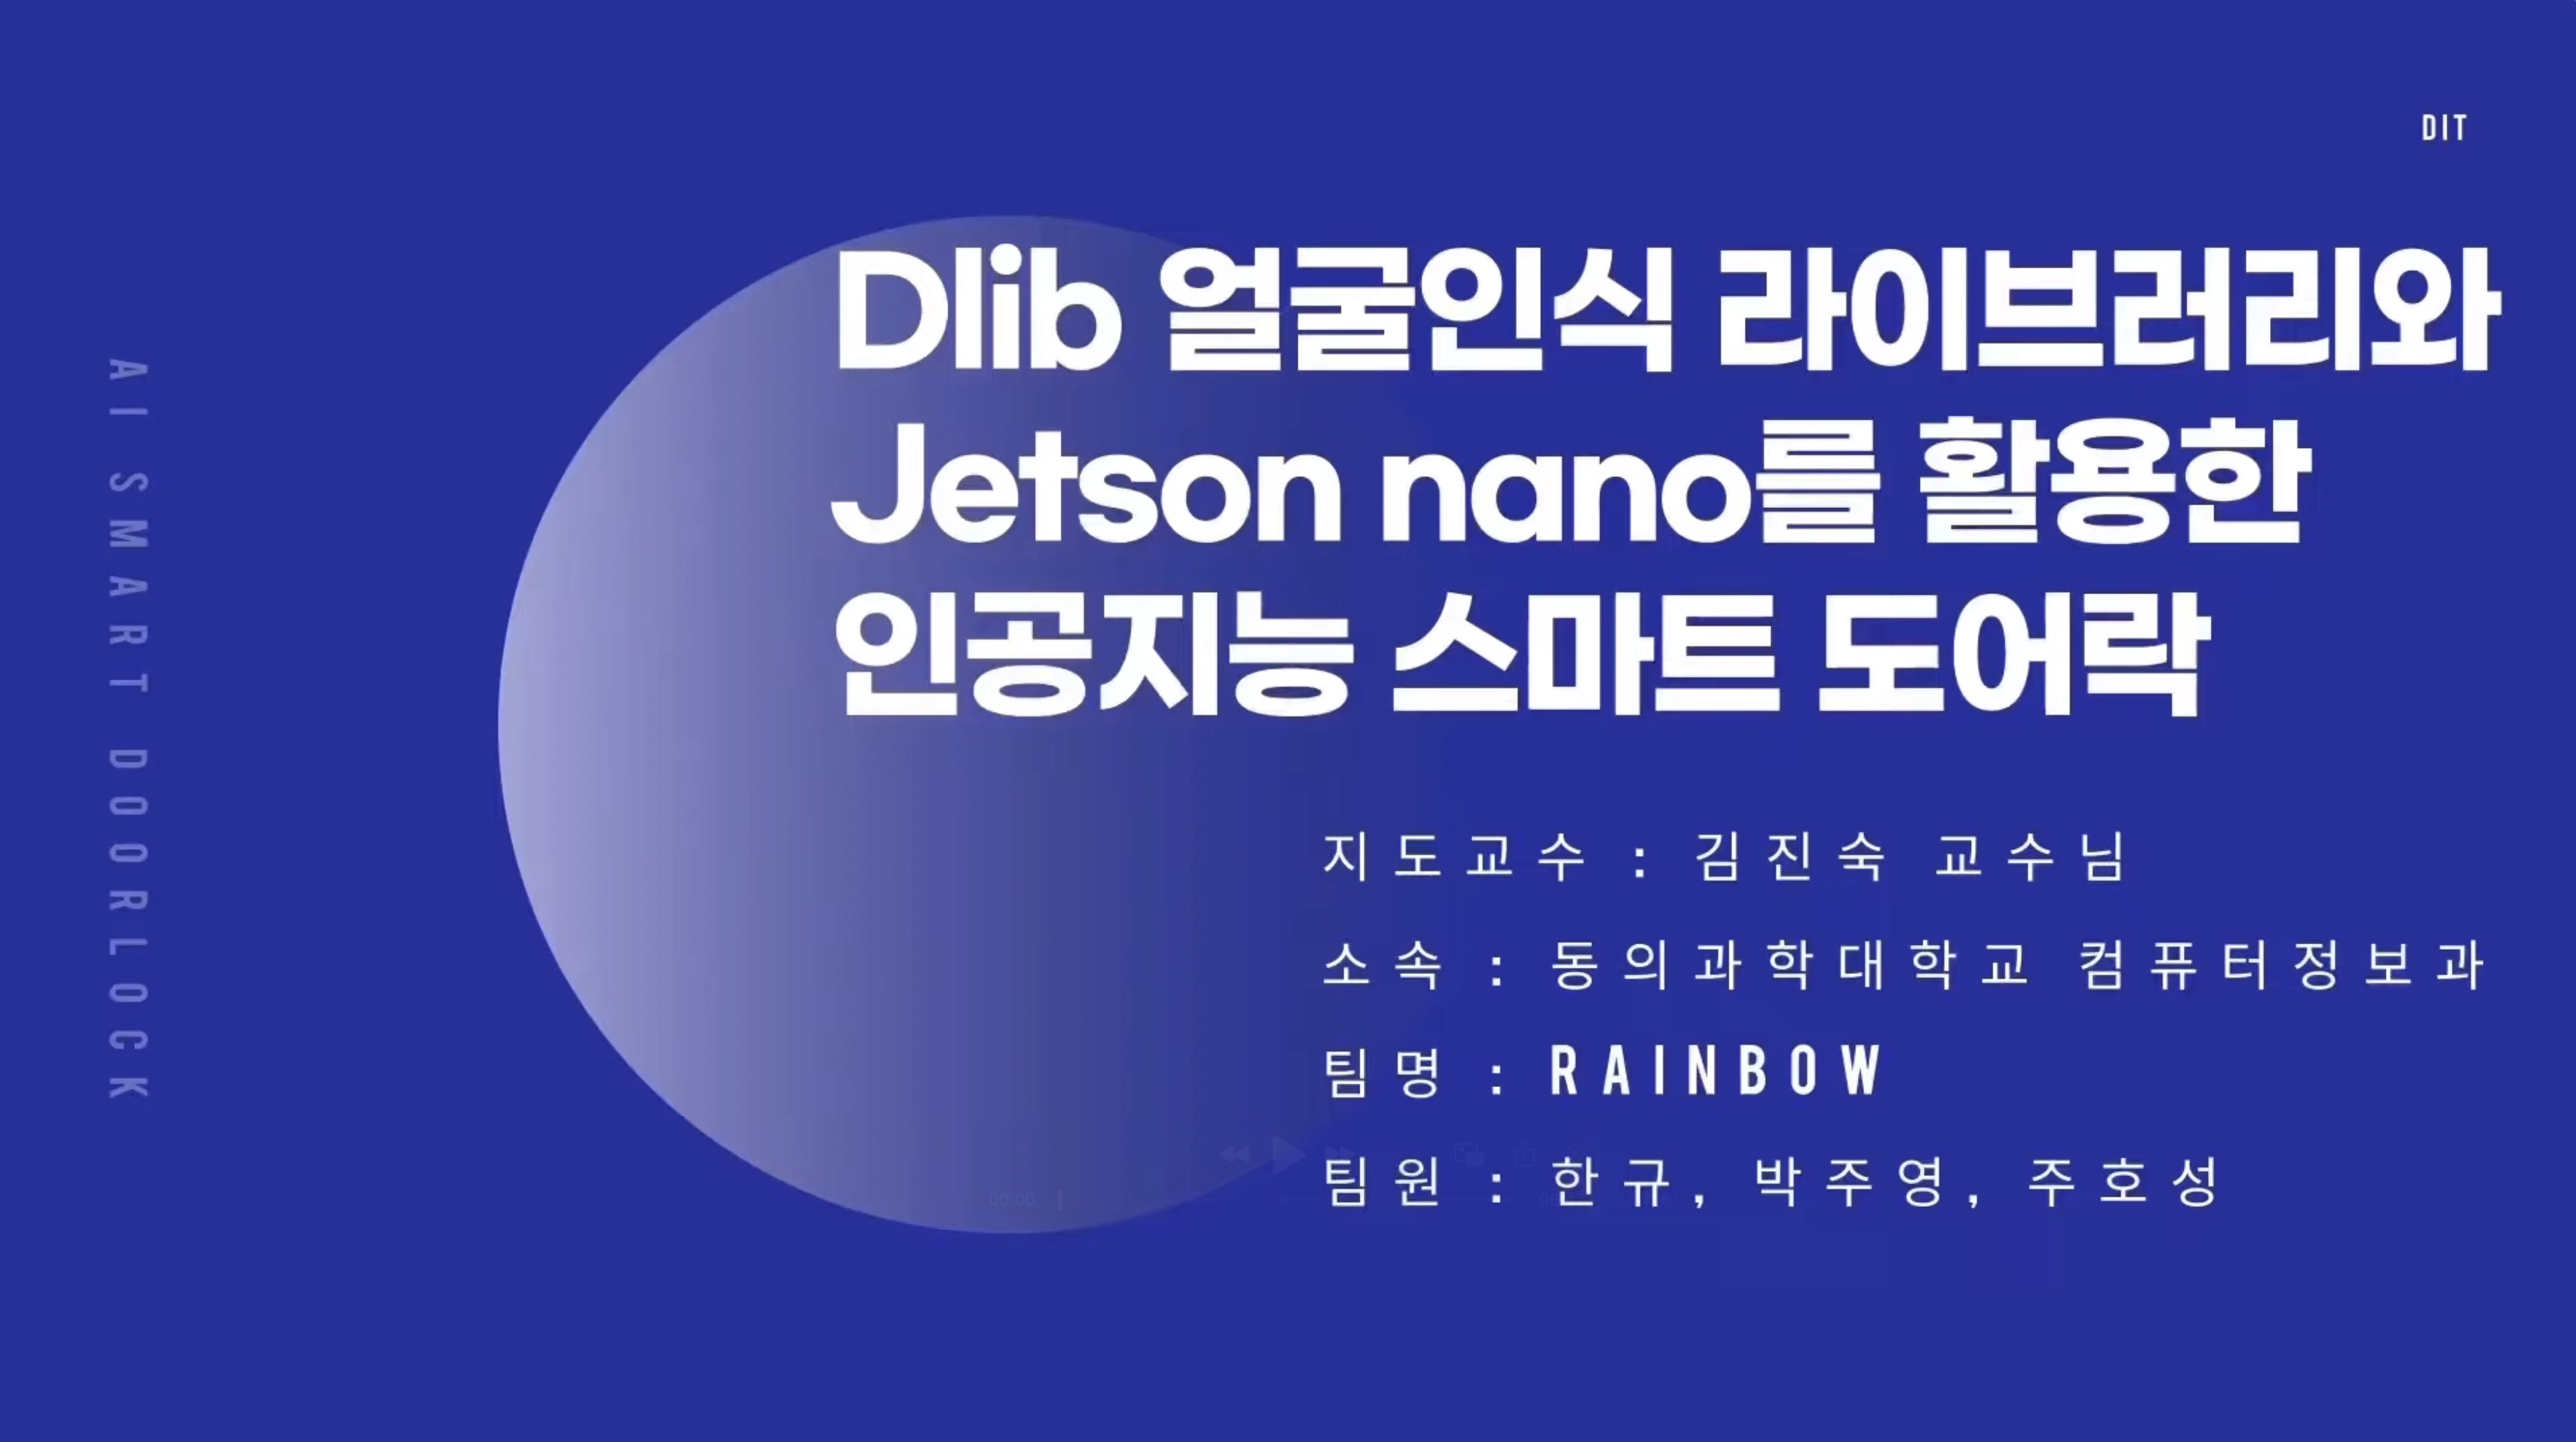 DIT
Dlib 얼굴인식 라이브러리와
Jetson nano를 활용한
인공지능 스마트 도어락
AI SMART DOORLOCK
지도교수 : 김진숙 교수님
소속 : 동의과학대학교 컴퓨터정보과
팀명 : RAINBOW
팀원 : 한규, 박주영, 주호성
00:00